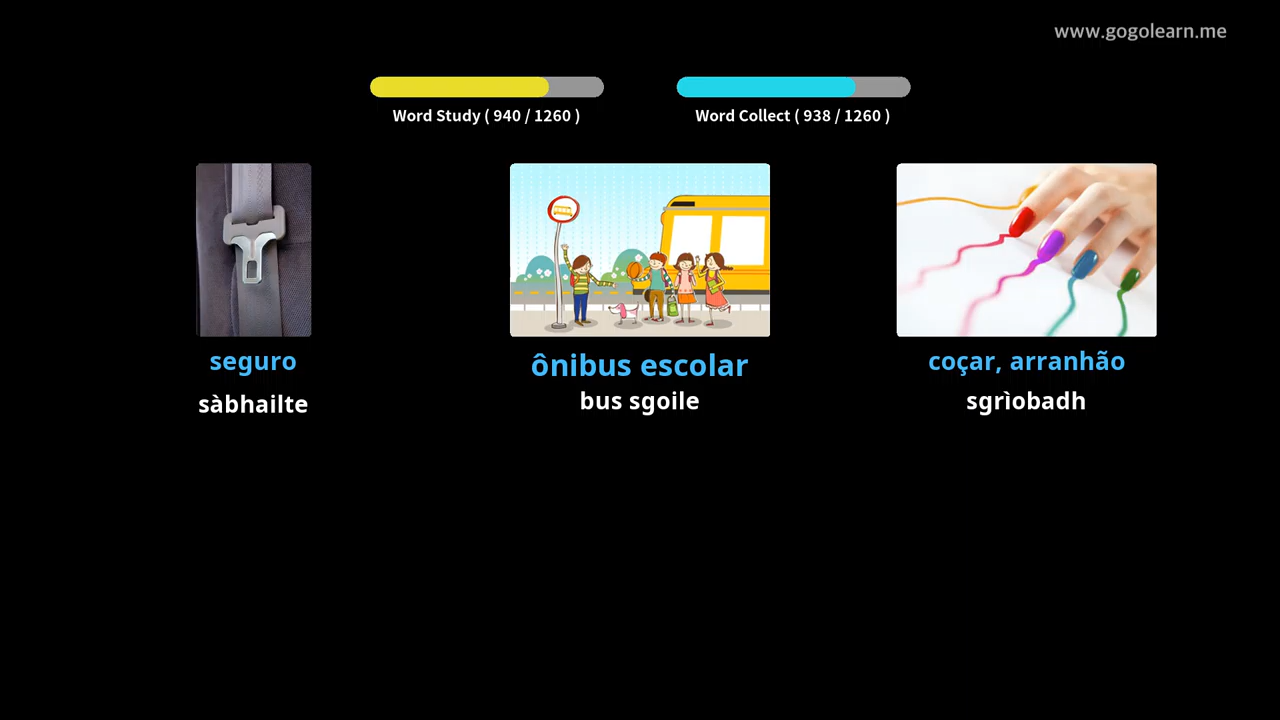 www.gogolearn.me
Word Study ( 940 / 1260 )
Word Collect ( 938 / 1260 )
seguro
sàbhailte
ônibus escolar
bus sgoile
coçar, arranhão
sgrìobadh